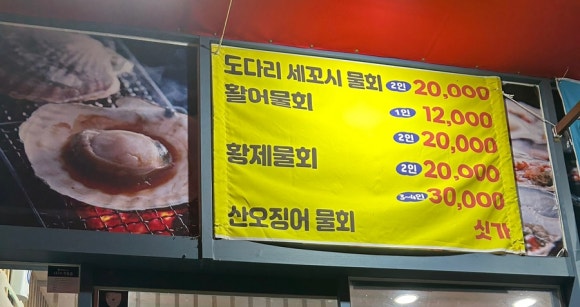 도다리 세꼬시 물회 2인 20,000
활어물회 1인 12,000
2인 20,000
황제물회 2인 20,000
3~4인 30,000
산오징어 물회 싯가